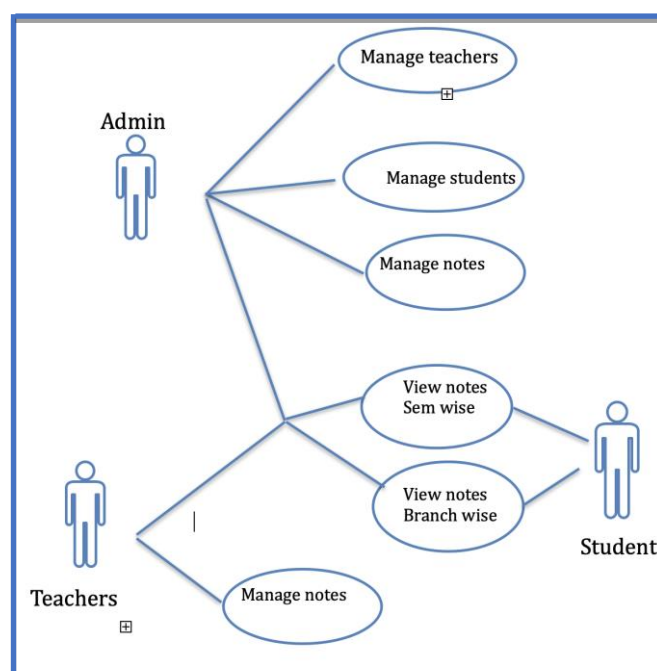 Manage teachers
Admin
Manage students
Manage notes
View notes
Sem wise
View notes
Branch wise
Student
Teachers
Manage notes